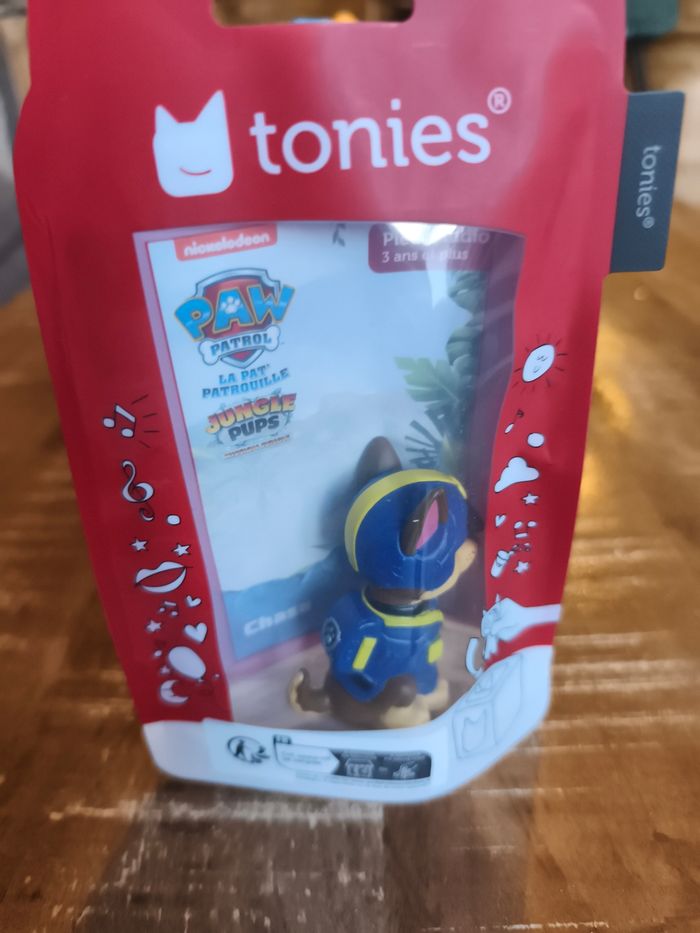 tonies®
tonies®
nickelodeon
3 ans et plus
PAW
PATROL
LA PAT'
PATROUILLE
JUNGLE
PUPS
Chase